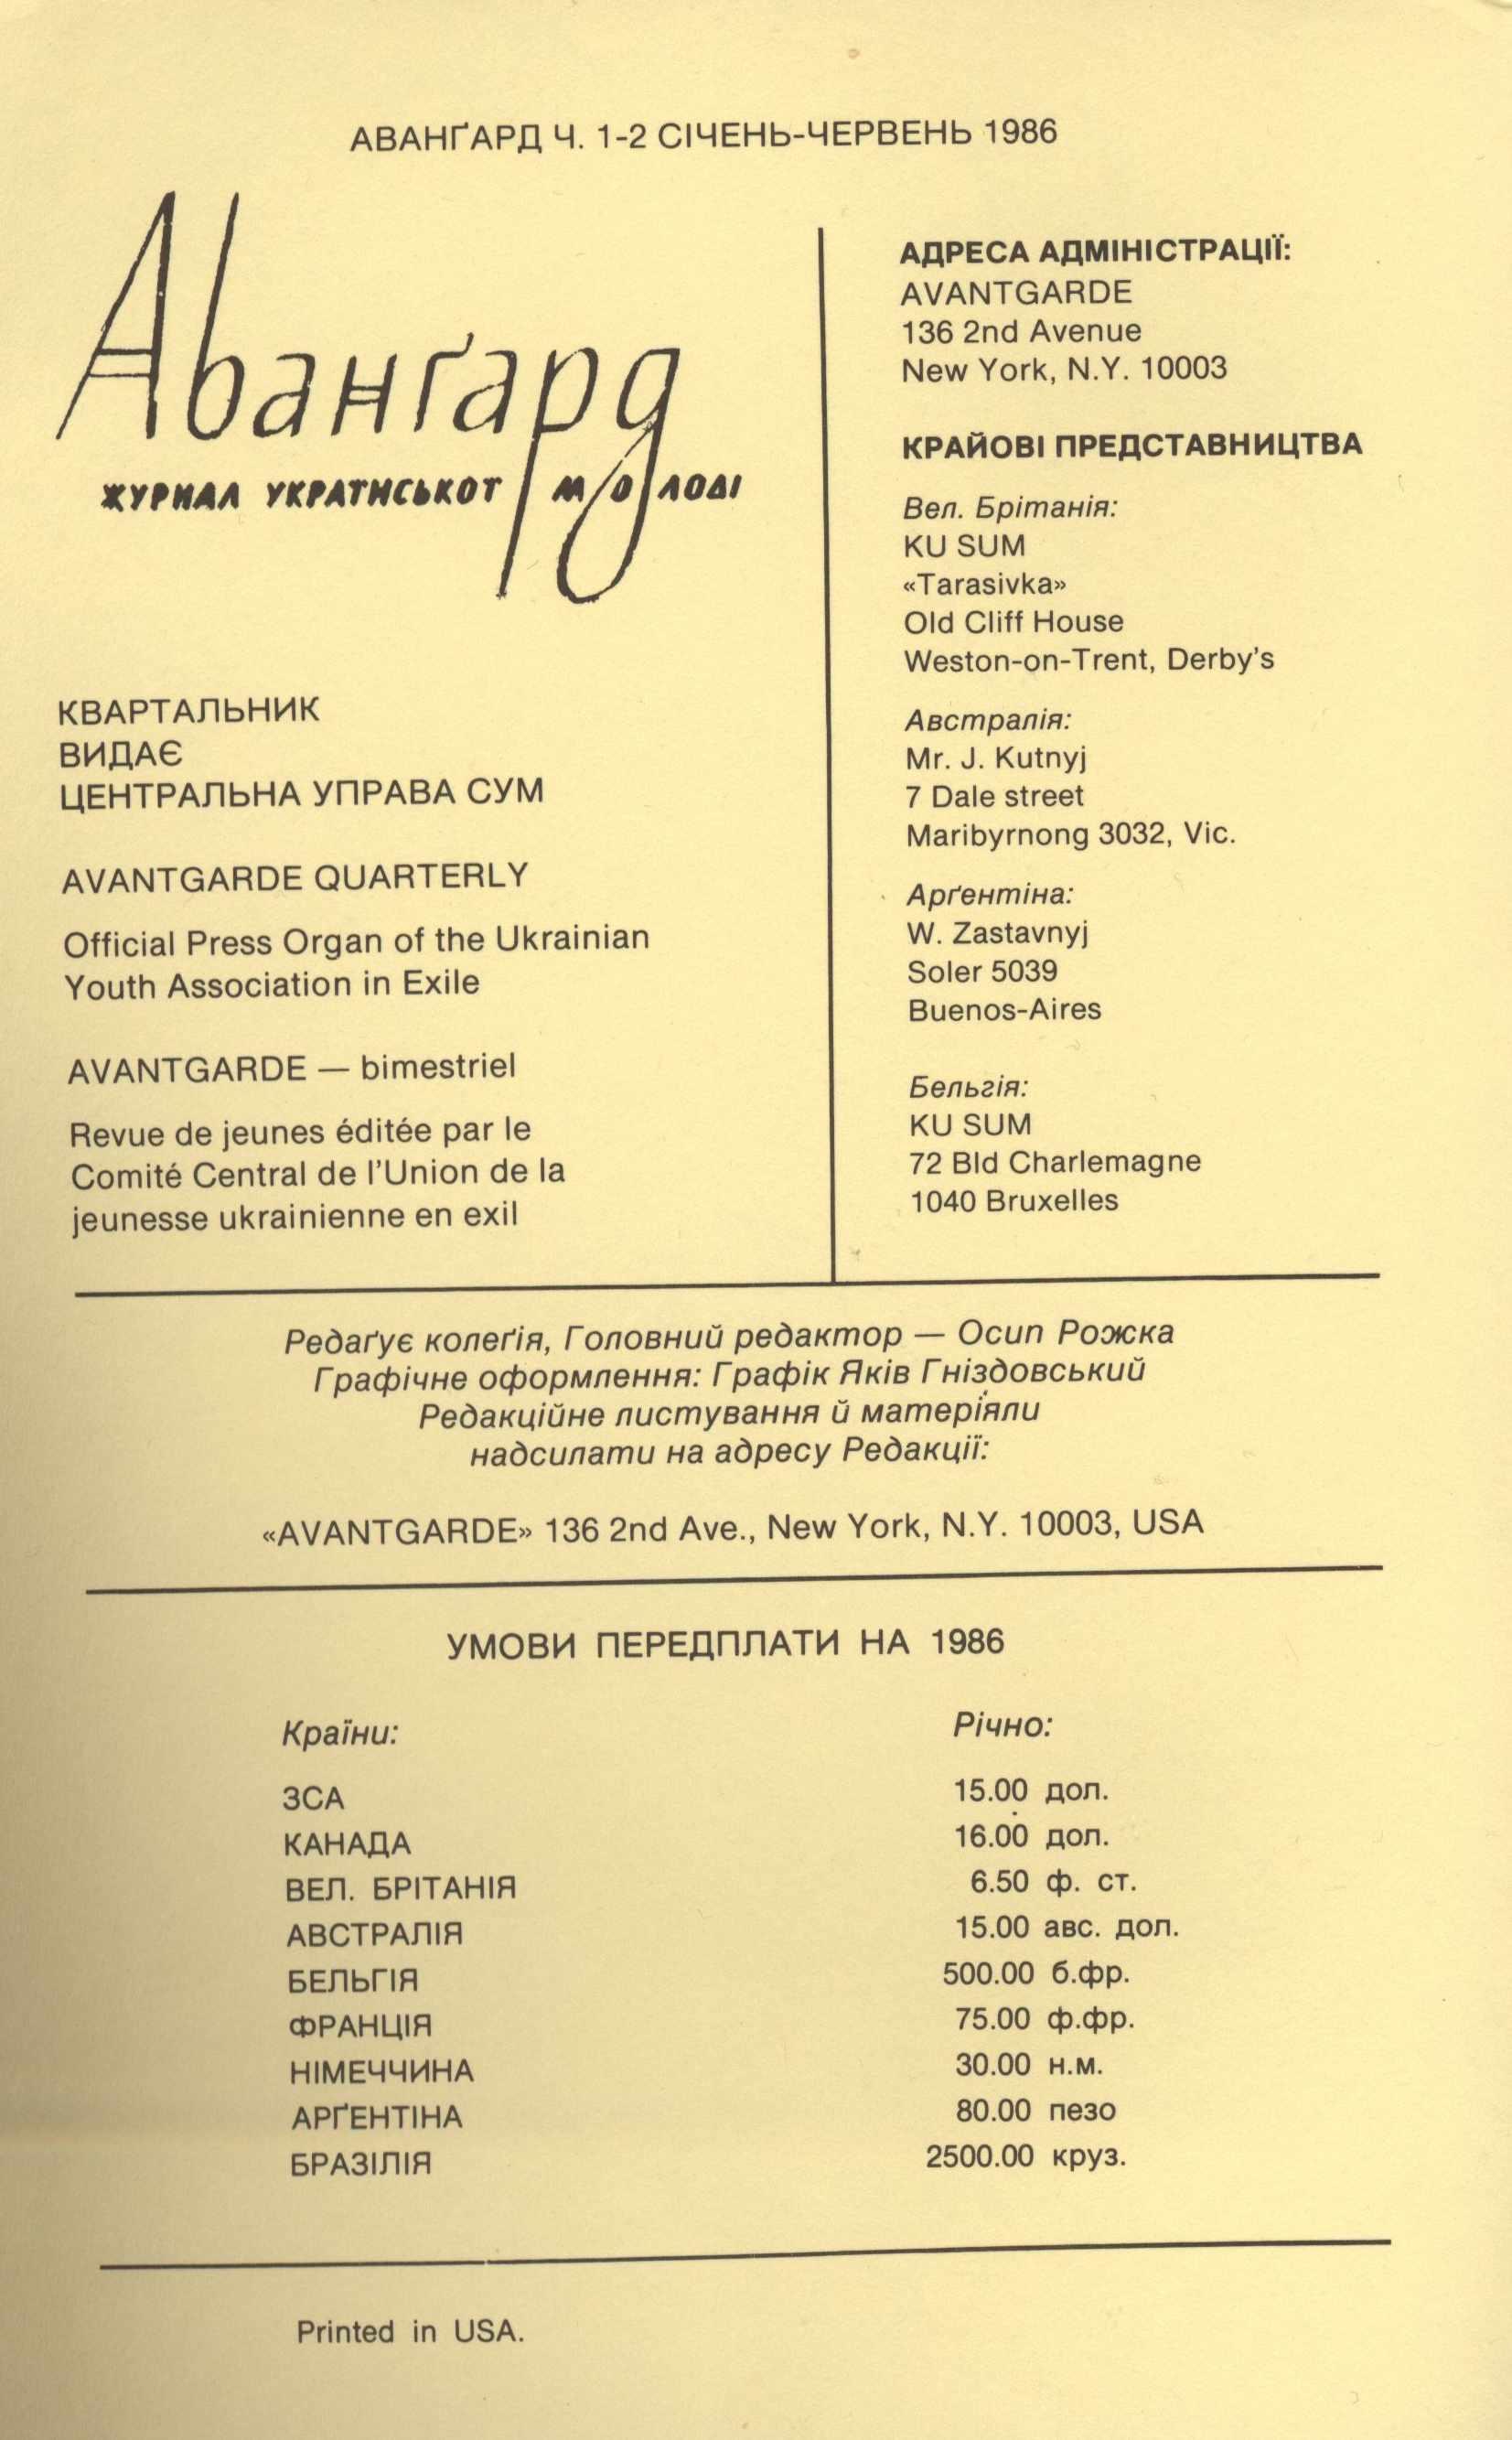 АВАНҐАРД Ч. 1-2 СІЧЕНЬ-ЧЕРВЕНЬ 1986
Аванґард
ЖУРНАЛ УКРАЇНСЬКОЇ МОЛОДІ
КВАРТАЛЬНИК
ВИДАЄ
ЦЕНТРАЛЬНА УПРАВА СУМ
AVANTGARDE QUARTERLY
Official Press Organ of the Ukrainian
Youth Association in Exile
AVANTGARDE — bimestriel
Revue de jeunes éditée par le
Comité Central de l'Union de la
jeunesse ukrainienne en exil
АДРЕСА АДМІНІСТРАЦІЇ:
AVANTGARDE
136 2nd Avenue
New York, N.Y. 10003
КРАЙОВІ ПРЕДСТАВНИЦТВА
Вел. Брітанія:
KU SUM
«Tarasivka»
Old Cliff House
Weston-on-Trent, Derby's
Австралія:
Mr. J. Kutnyj
7 Dale street
Maribyrnong 3032, Vic.
Арґентіна:
W. Zastavnyj
Soler 5039
Buenos-Aires
Бельгія:
KU SUM
72 Bld Charlemagne
1040 Bruxelles
Редаґує колеґія, Головний редактор — Осип Рожка
Графічне оформлення: Графік Яків Гніздовський
Редакційне листування й матеріяли
надсилати на адресу Редакції:
«AVANTGARDE» 136 2nd Ave., New York, N.Y. 10003, USA
УМОВИ ПЕРЕДПЛАТИ НА 1986
Країни: Річно:
ЗСА 15.00 дол.
КАНАДА 16.00 дол.
ВЕЛ. БРІТАНІЯ 6.50 ф. ст.
АВСТРАЛІЯ 15.00 авс. дол.
БЕЛЬГІЯ 500.00 б.фр.
ФРАНЦІЯ 75.00 ф.фр.
НІМЕЧЧИНА 30.00 н.м.
АРҐЕНТІНА 80.00 пезо
БРАЗІЛІЯ 2500.00 круз.
Printed in USA.